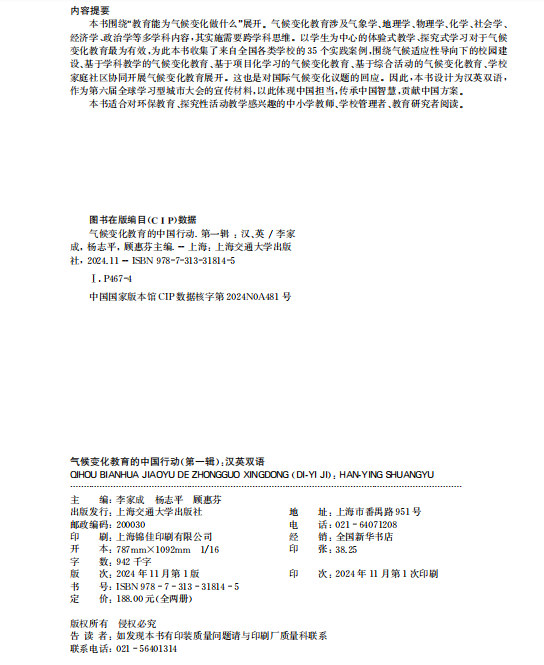 内容提要
本书围绕“教育能为气候变化做什么”展开。气候变化教育涉及气象学、地理学、物理学、化学、社会学、
经济学、政治学等多学科内容，其实施需要跨学科思维。以学生为中心的体验式教学、探究式学习对于气候
变化教育最为有效，为此本书收集了来自全国各类学校的 35 个实践案例，围绕气候适应性导向下的校园建
设、基于学科教学的气候变化教育、基于项目化学习的气候变化教育、基于综合活动的气候变化教育、学校
家庭社区协同开展气候变化教育展开。这也是对国际气候变化议题的回应。因此，本书设计为汉英双语，
作为第六届全球学习型城市大会的宣传材料，以此体现中国担当，传承中国智慧，贡献中国方案。
本书适合对环保教育、探究性活动教学感兴趣的中小学教师、学校管理者、教育研究者阅读。
图书在版编目(CIP)数据
气候变化教育的中国行动. 第一辑 : 汉、英 / 李家
成, 杨志平, 顾惠芬主编. -- 上海: 上海交通大学出版
社, 2024.11 -- ISBN 978-7-313-31814-5
Ⅰ. P467-4
中国国家版本馆 CIP 数据核字第 2024N0A481 号
气候变化教育的中国行动(第一辑):汉英双语
QIHOU BIANHUA JIAOYU DE ZHONGGUO XINGDONG (DI-YI JI): HAN-YING SHUANGYU
主 编: 李家成 杨志平 顾惠芬
出版发行: 上海交通大学出版社 地 址: 上海市番禺路 951 号
邮政编码: 200030 电 话: 021-64071208
印 刷: 上海锦佳印刷有限公司 经 销: 全国新华书店
开 本: 787mm×1092mm 1/16 印 张: 38.25
字 数: 942 千字
版 次: 2024 年 11 月第 1 版 印 次: 2024 年 11 月第 1 次印刷
书 号: ISBN 978-7-313-31814-5
定 价: 188.00 元(全两册)
版权所有 侵权必究
告 读 者: 如发现本书有印装质量问题请与印刷厂质量科联系
联系电话: 021-56401314